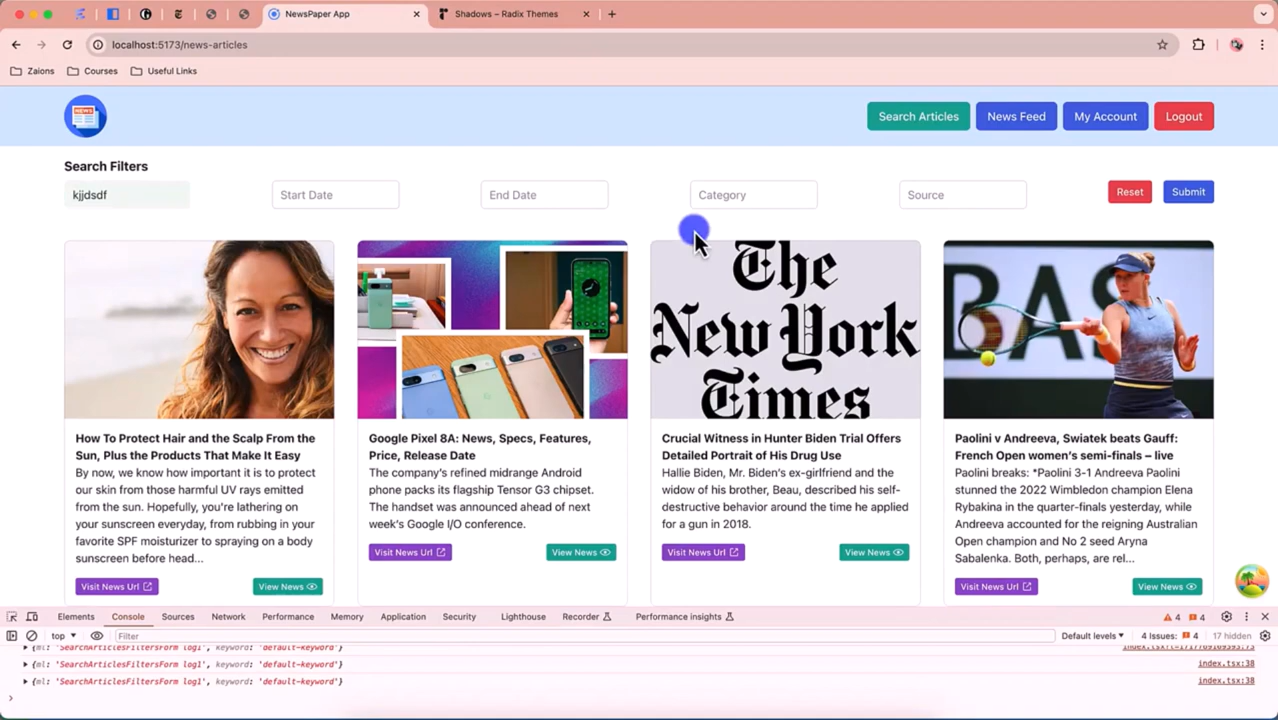 NewsPaper App
Shadows – Radix Themes
localhost:5173/news-articles
Zaions
Courses
Useful Links
NEWS
Search Articles
News Feed
My Account
Logout
Search Filters
kjjdsdf
Start Date
End Date
Category
Source
Reset
Submit
The
New York
Times
BAS
How To Protect Hair and the Scalp From the
Sun, Plus the Products That Make It Easy
By now, we know how important it is to protect
our skin from those harmful UV rays emitted
from the sun. Hopefully, you're lathering on
your sunscreen everyday, from rubbing in your
favorite SPF moisturizer to spraying on a body
sunscreen before head...
Visit News Url
View News
Google Pixel 8A: News, Specs, Features,
Price, Release Date
The company's refined midrange Android
phone packs its flagship Tensor G3 chipset.
The handset was announced ahead of next
week's Google I/O conference.
Visit News Url
View News
Crucial Witness in Hunter Biden Trial Offers
Detailed Portrait of His Drug Use
Hallie Biden, Mr. Biden's ex-girlfriend and the
widow of his brother, Beau, described his self-
destructive behavior around the time he applied
for a gun in 2018.
Visit News Url
View News
Paolini v Andreeva, Swiatek beats Gauff:
French Open women's semi-finals – live
Paolini breaks: *Paolini 3-1 Andreeva Paolini
stunned the 2022 Wimbledon champion Elena
Rybakina in the quarter-finals yesterday, while
Andreeva accounted for the reigning Australian
Open champion and No 2 seed Aryna
Sabalenka. Both, perhaps, are rel...
Visit News Url
View News
Elements
Console
Sources
Network
Performance
Memory
Application
Security
Lighthouse
Recorder
Performance insights
4
4
top
Filter
Default levels
4 Issues:
4
17 hidden
{ml: 'SearchArticlesFiltersForm log1', keyword: 'default-keyword'}
{ml: 'SearchArticlesFiltersForm log1', keyword: 'default-keyword'}
index.tsx:38
{ml: 'SearchArticlesFiltersForm log1', keyword: 'default-keyword'}
index.tsx:38